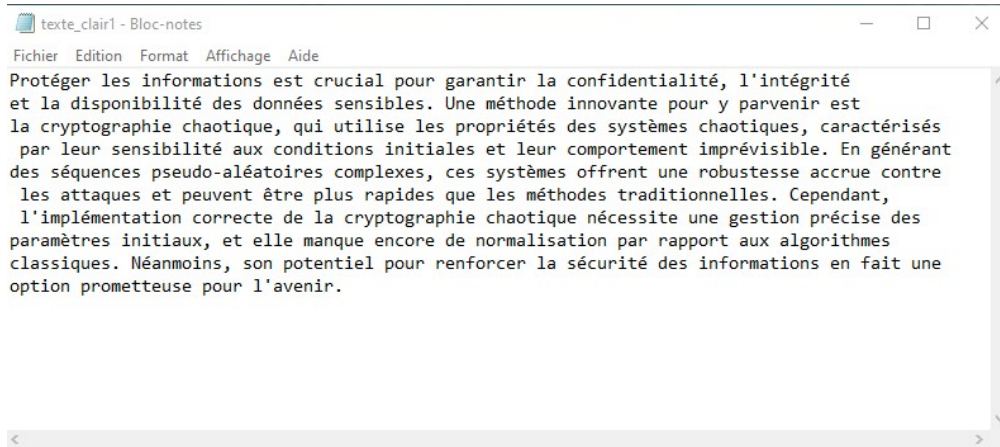 texte_clair1 - Bloc-notes
Fichier Edition Format Affichage Aide
Protéger les informations est crucial pour garantir la confidentialité, l'intégrité
et la disponibilité des données sensibles. Une méthode innovante pour y parvenir est
la cryptographie chaotique, qui utilise les propriétés des systèmes chaotiques, caractérisés
par leur sensibilité aux conditions initiales et leur comportement imprévisible. En générant
des séquences pseudo-aléatoires complexes, ces systèmes offrent une robustesse accrue contre
les attaques et peuvent être plus rapides que les méthodes traditionnelles. Cependant,
l'implémentation correcte de la cryptographie chaotique nécessite une gestion précise des
paramètres initiaux, et elle manque encore de normalisation par rapport aux algorithmes
classiques. Néanmoins, son potentiel pour renforcer la sécurité des informations en fait une
option prometteuse pour l'avenir.